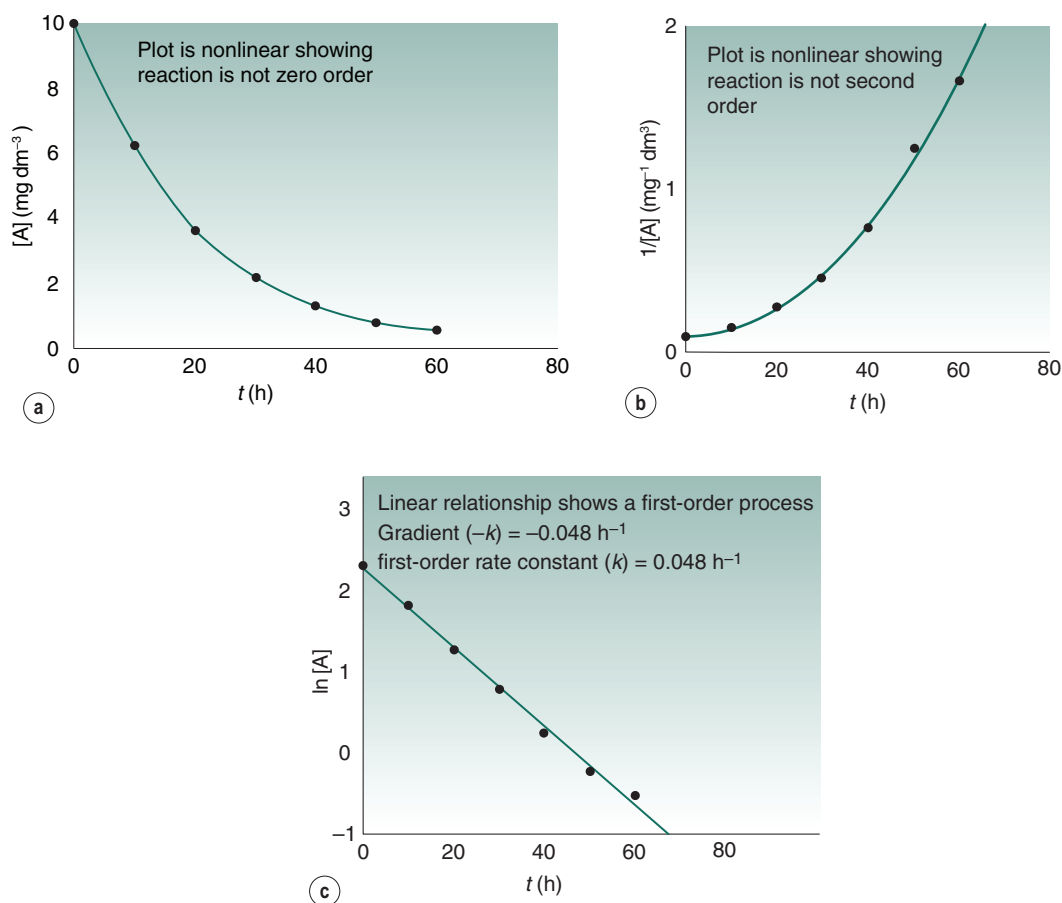 10
8
6
4
2
0
[A] (mg dm⁻³)
Plot is nonlinear showing
reaction is not zero order
0
20
40
60
80
t (h)
a
2
1
0
1/[A] (mg⁻¹ dm³)
Plot is nonlinear showing
reaction is not second
order
0
20
40
60
80
t (h)
b
3
2
1
0
–1
ln [A]
Linear relationship shows a first-order process
Gradient (–k) = –0.048 h⁻¹
first-order rate constant (k) = 0.048 h⁻¹
0
20
40
60
80
t (h)
c